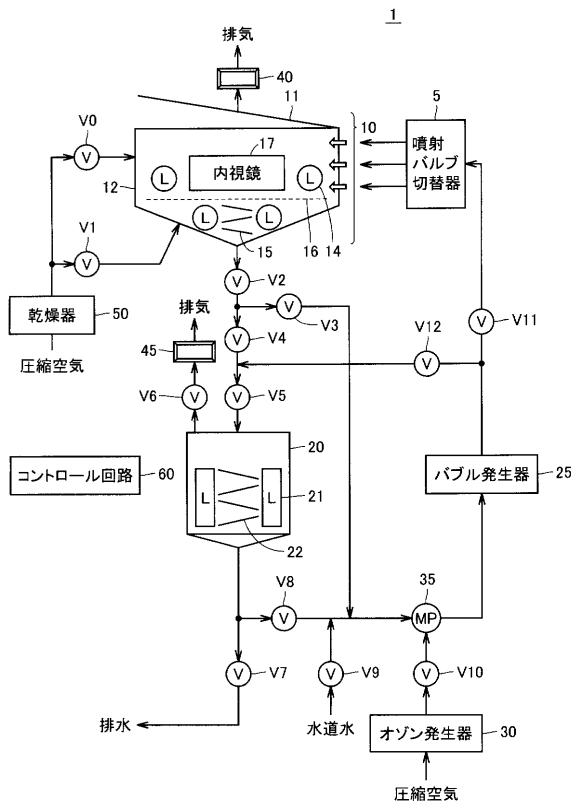 1
排気
40
11
10
5
V0
17
噴射
バルブ
切替器
V
内視鏡
12
L
L
V1
L
L
16
14
V
15
V
V2
乾燥器
50
排気
V
V3
V
V11
圧縮空気
V4
V
V12
45
V
V6
V
V
V5
20
コントロール回路
60
バブル発生器
25
L
L
21
22
V8
35
V
MP
V
V7
V
V9
V
V10
排水
水道水
オゾン発生器
30
圧縮空気